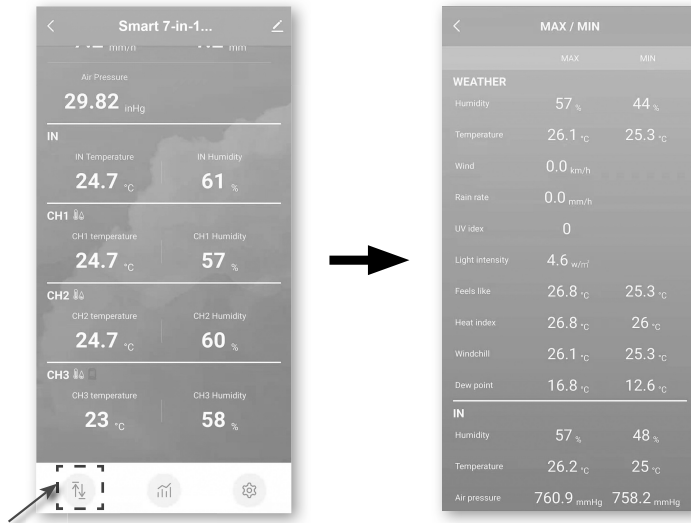 Smart 7-in-1...
mm/h mm
Air Pressure
29.82 inHg
IN
IN Temperature IN Humidity
24.7 °C 61 %
CH1
CH1 temperature CH1 Humidity
24.7 °C 57 %
CH2
CH2 temperature CH2 Humidity
24.7 °C 60 %
CH3
CH3 temperature CH3 Humidity
23 °C 58 %
MAX / MIN
MAX MIN
WEATHER
Humidity 57 % 44 %
Temperature 26.1 °C 25.3 °C
Wind 0.0 km/h
Rain rate 0.0 mm/h
UV idex 0
Light intensity 4.6 w/㎡
Feels like 26.8 °C 25.3 °C
Heat index 26.8 °C 26 °C
Windchill 26.1 °C 25.3 °C
Dew point 16.8 °C 12.6 °C
IN
Humidity 57 % 48 %
Temperature 26.2 °C 25 °C
Air pressure 760.9 mmHg 758.2 mmHg